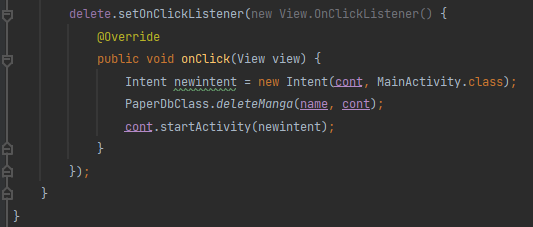 delete.setOnClickListener(new View.OnClickListener() {
@Override
public void onClick(View view) {
Intent newintent = new Intent(cont, MainActivity.class);
PaperDbClass.deleteManga(name, cont);
cont.startActivity(newintent);
}
});
}
}